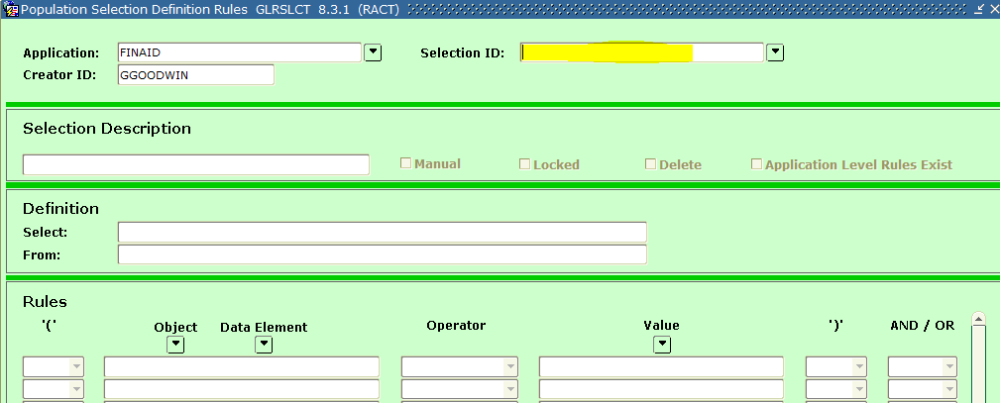 Population Selection Definition Rules GLRSLCT 8.3.1 (RACT)
Application: FINAID Selection ID:
Creator ID: GGOODWIN
Selection Description
Manual Locked Delete Application Level Rules Exist
Definition
Select:
From:
Rules
'(' Object Data Element Operator Value ')' AND / OR